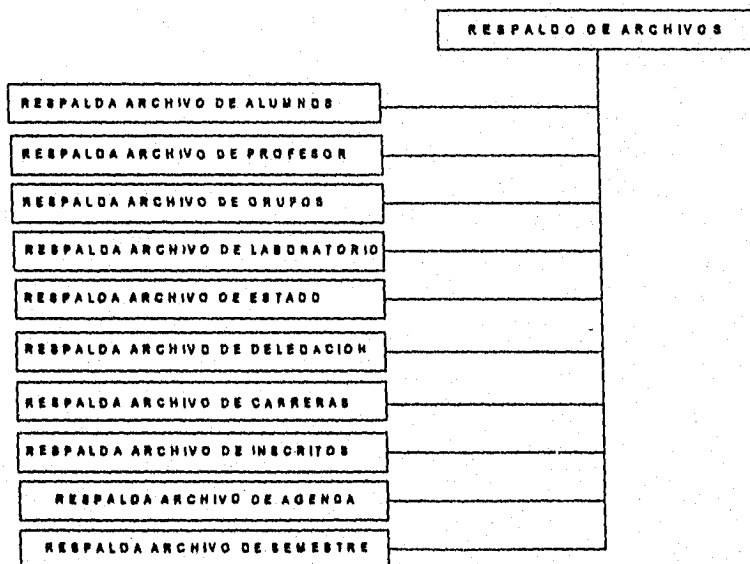 RESPALDO DE ARCHIVOS
RESPALDA ARCHIVO DE ALUMNOS
RESPALDA ARCHIVO DE PROFESOR
RESPALDA ARCHIVO DE GRUPOS
RESPALDA ARCHIVO DE LABORATORIO
RESPALDA ARCHIVO DE ESTADO
RESPALDA ARCHIVO DE DELEGACION
RESPALDA ARCHIVO DE CARRERAS
RESPALDA ARCHIVO DE INSCRITOS
RESPALDA ARCHIVO DE AGENDA
RESPALDA ARCHIVO DE SEMESTRE